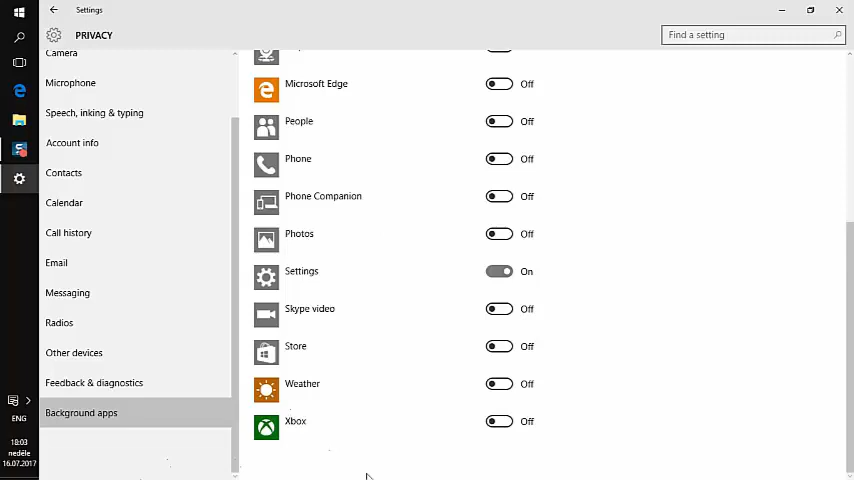 Settings
PRIVACY
Find a setting
Camera
Microphone
Speech, inking & typing
Account info
Contacts
Calendar
Call history
Email
Messaging
Radios
Other devices
Feedback & diagnostics
Background apps
Microsoft Edge Off
People Off
Phone Off
Phone Companion Off
Photos Off
Settings On
Skype video Off
Store Off
Weather Off
Xbox Off
ENG
18:03
neděle
16.07.2017